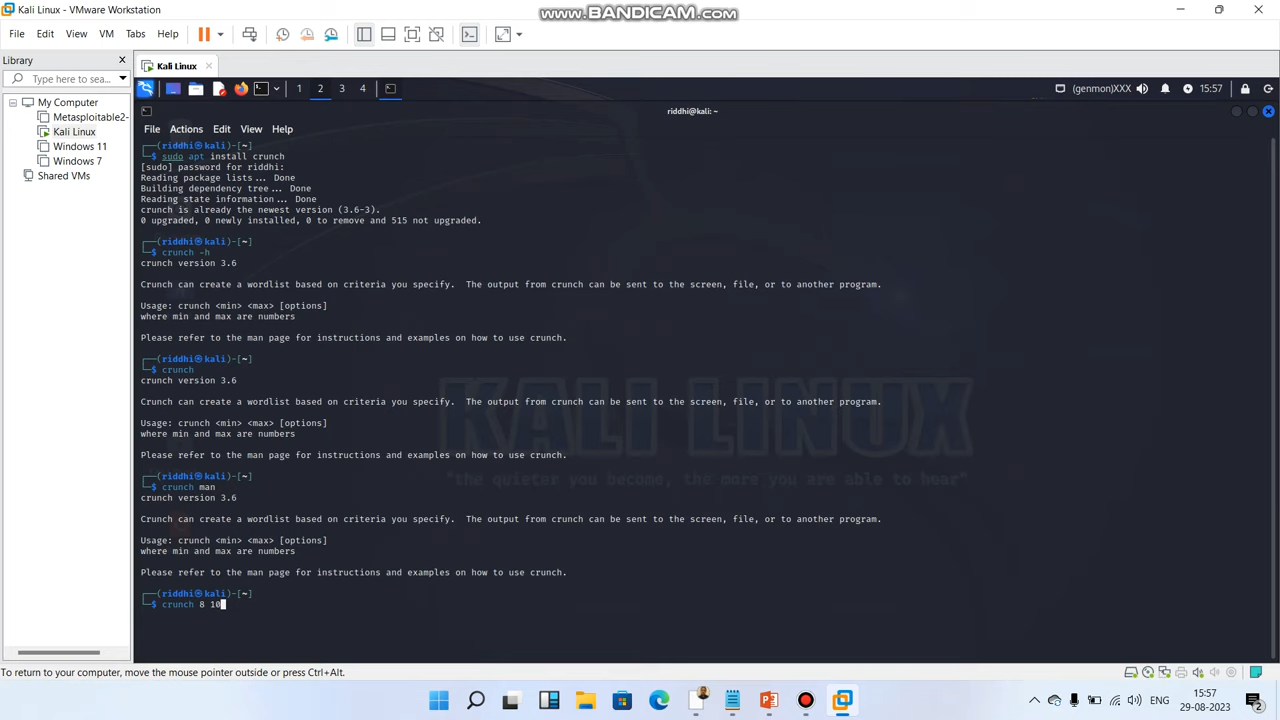 Kali Linux - VMware Workstation
www.BANDICAM.com
File Edit View VM Tabs Help
Library
Type here to sea...
My Computer
Metasploitable2-
Kali Linux
Windows 11
Windows 7
Shared VMs
Kali Linux
1 2 3 4
(genmon)XXX 15:57
riddhi@kali: ~
File Actions Edit View Help
┌──(riddhi㉿kali)-[~]
└─$ sudo apt install crunch
[sudo] password for riddhi:
Reading package lists... Done
Building dependency tree... Done
Reading state information... Done
crunch is already the newest version (3.6-3).
0 upgraded, 0 newly installed, 0 to remove and 515 not upgraded.
┌──(riddhi㉿kali)-[~]
└─$ crunch -h
crunch version 3.6
Crunch can create a wordlist based on criteria you specify.  The output from crunch can be sent to the screen, file, or to another program.
Usage: crunch <min> <max> [options]
where min and max are numbers
Please refer to the man page for instructions and examples on how to use crunch.
┌──(riddhi㉿kali)-[~]
└─$ crunch
crunch version 3.6
Crunch can create a wordlist based on criteria you specify.  The output from crunch can be sent to the screen, file, or to another program.
Usage: crunch <min> <max> [options]
where min and max are numbers
Please refer to the man page for instructions and examples on how to use crunch.
┌──(riddhi㉿kali)-[~]
└─$ crunch man
crunch version 3.6
Crunch can create a wordlist based on criteria you specify.  The output from crunch can be sent to the screen, file, or to another program.
Usage: crunch <min> <max> [options]
where min and max are numbers
Please refer to the man page for instructions and examples on how to use crunch.
┌──(riddhi㉿kali)-[~]
└─$ crunch 8 10
KALI LINUX
"the quieter you become, the more you are able to hear"
To return to your computer, move the mouse pointer outside or press Ctrl+Alt.
ENG
15:57
29-08-2023
2